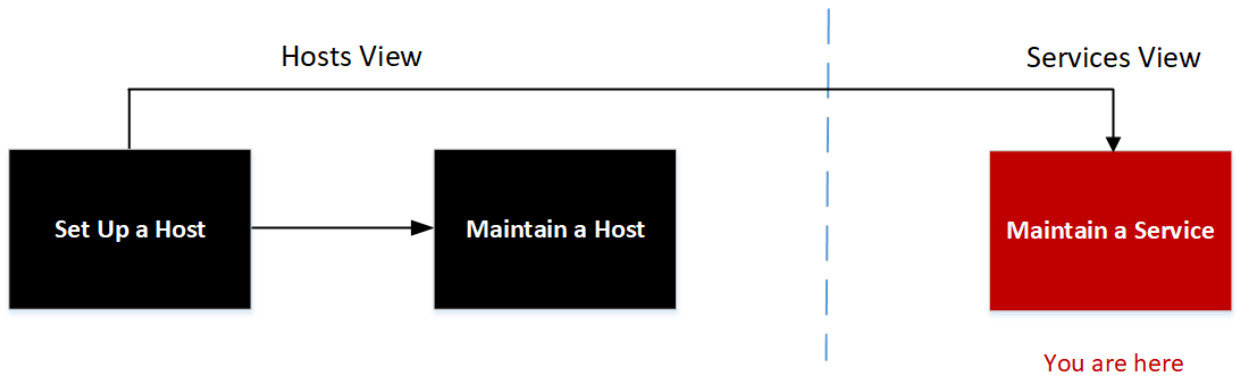 Hosts View
Services View
Set Up a Host
Maintain a Host
Maintain a Service
You are here